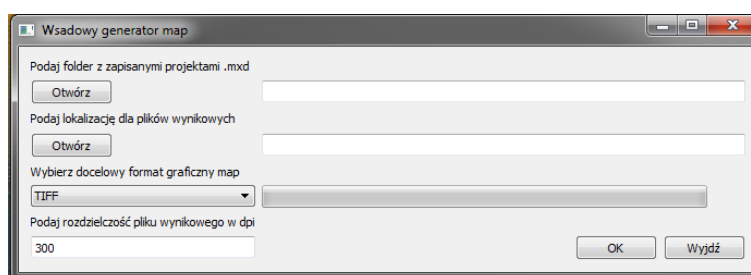 Wsadowy generator map
Podaj folder z zapisanymi projektami .mxd
Otwórz
Podaj lokalizację dla plików wynikowych
Otwórz
Wybierz docelowy format graficzny map
TIFF
Podaj rozdzielczość pliku wynikowego w dpi
300
OK Wyjdź